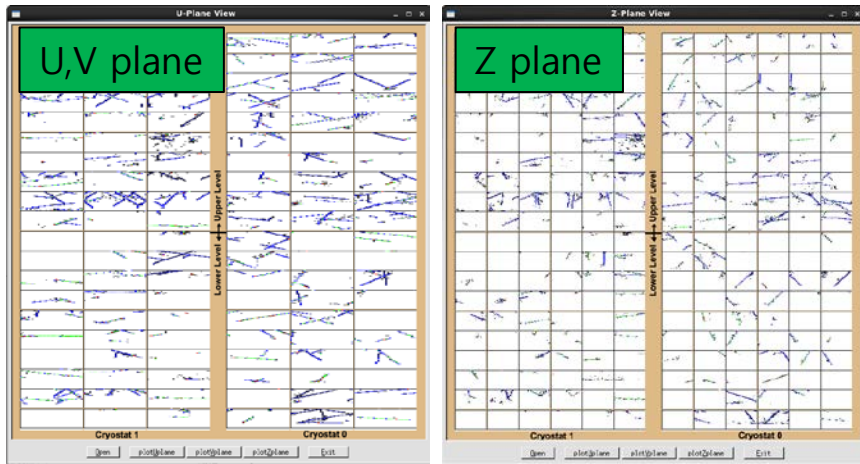 U-Plane View
U,V plane
Lower Level ◄► Upper Level
Cryostat 1
Cryostat 0
Open
plotUplane
plotVplane
plotZplane
Exit
Z-Plane View
Z plane
Lower Level ◄► Upper Level
Cryostat 1
Cryostat 0
Open
plotUplane
plotVplane
plotZplane
Exit